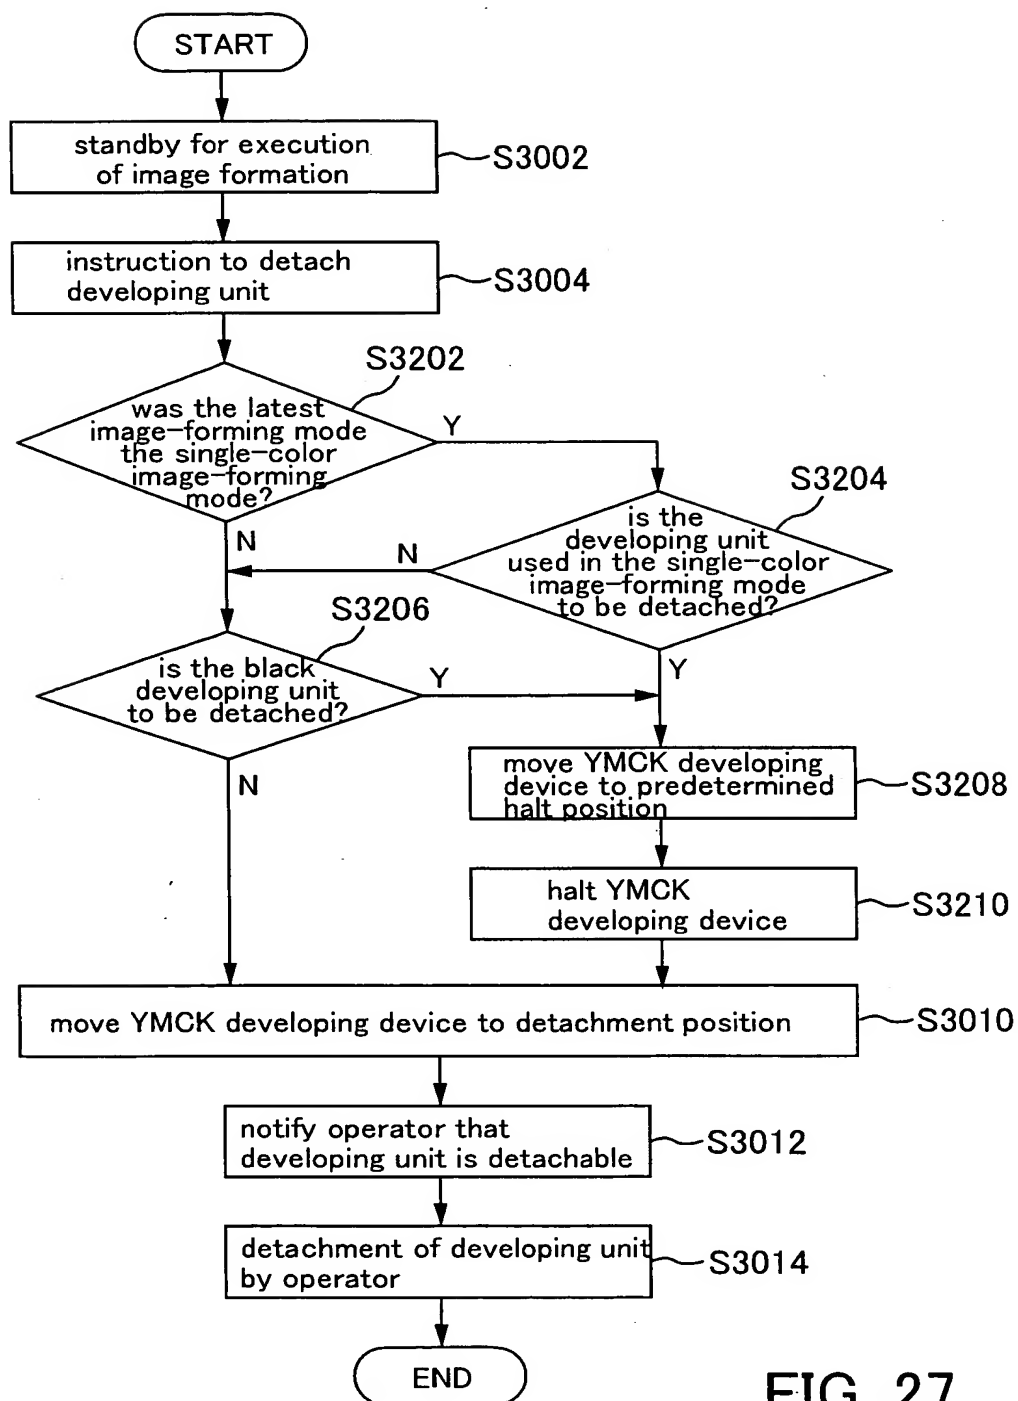 START
standby for execution
of image formation
S3002
instruction to detach
developing unit
S3004
S3202
was the latest
image-forming mode
the single-color
image-forming
mode?
Y
N
S3204
is the
developing unit
used in the single-color
image-forming mode
to be detached?
N
Y
S3206
is the black
developing unit
to be detached?
Y
N
move YMCK developing
device to predetermined
halt position
S3208
halt YMCK
developing device
S3210
move YMCK developing device to detachment position
S3010
notify operator that
developing unit is detachable
S3012
detachment of developing unit
by operator
S3014
END
FIG. 27